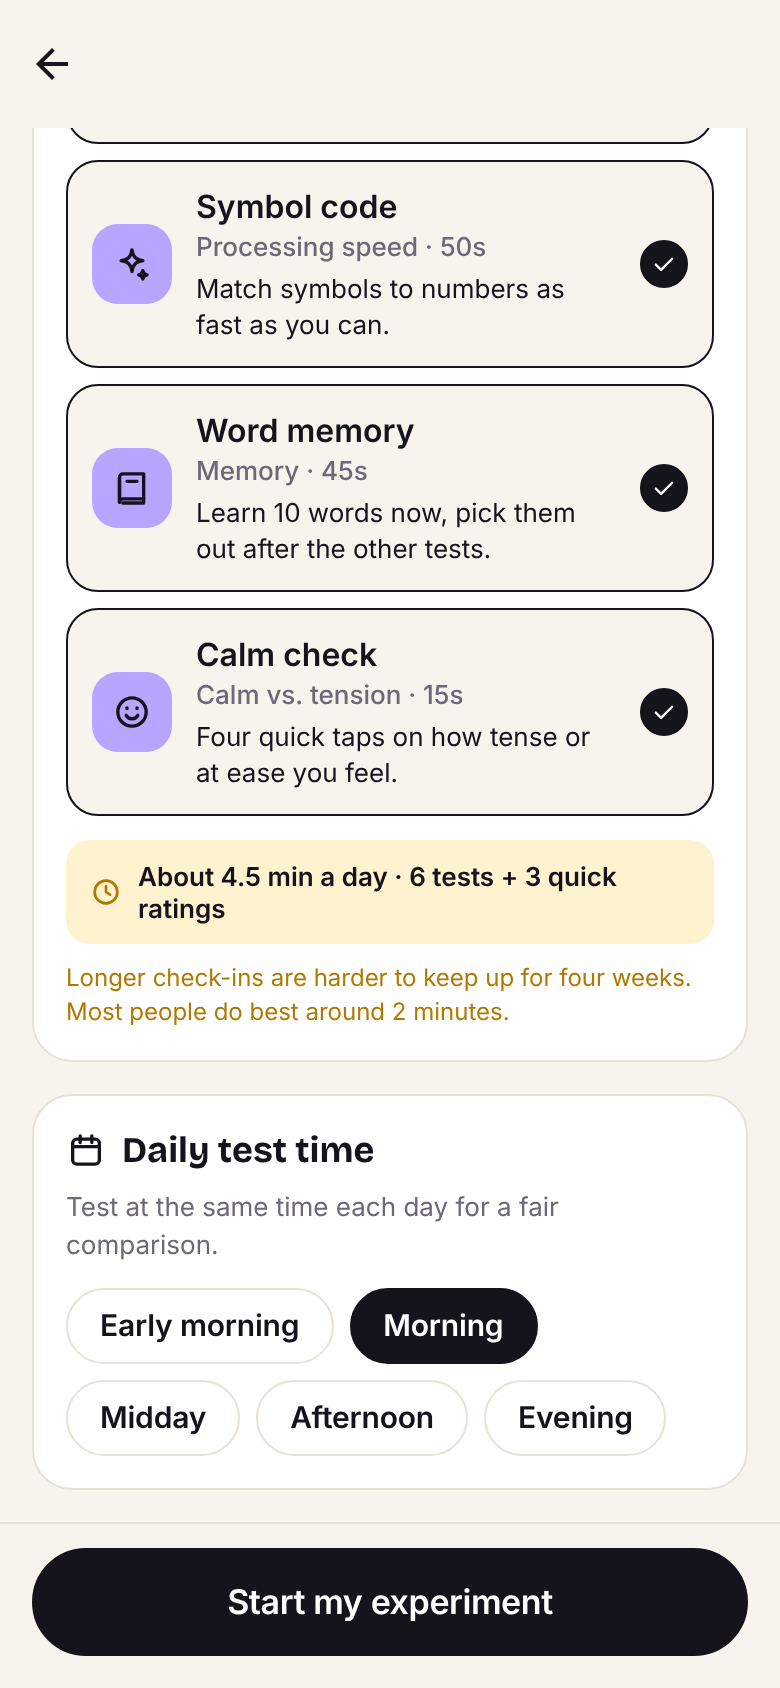 Symbol code
Processing speed · 50s
Match symbols to numbers as
fast as you can.
Word memory
Memory · 45s
Learn 10 words now, pick them
out after the other tests.
Calm check
Calm vs. tension · 15s
Four quick taps on how tense or
at ease you feel.
About 4.5 min a day · 6 tests + 3 quick
ratings
Longer check-ins are harder to keep up for four weeks.
Most people do best around 2 minutes.
Daily test time
Test at the same time each day for a fair
comparison.
Early morning
Morning
Midday
Afternoon
Evening
Start my experiment